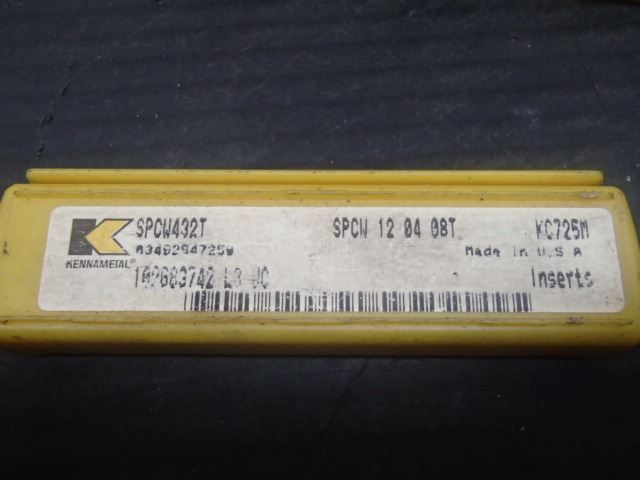 SPCW432T SPCW 12 04 08T KC725M
Made in U.S.A
KENNAMETAL®
Inserts